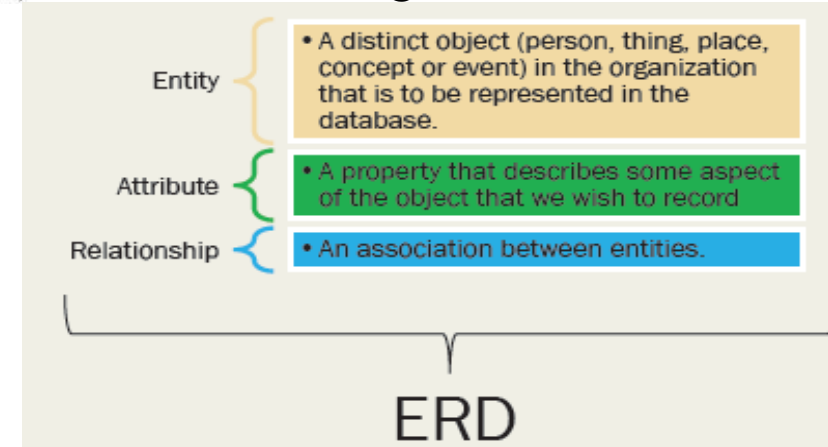 Entity
• A distinct object (person, thing, place,
concept or event) in the organization
that is to be represented in the
database.
Attribute
• A property that describes some aspect
of the object that we wish to record
Relationship
• An association between entities.
ERD